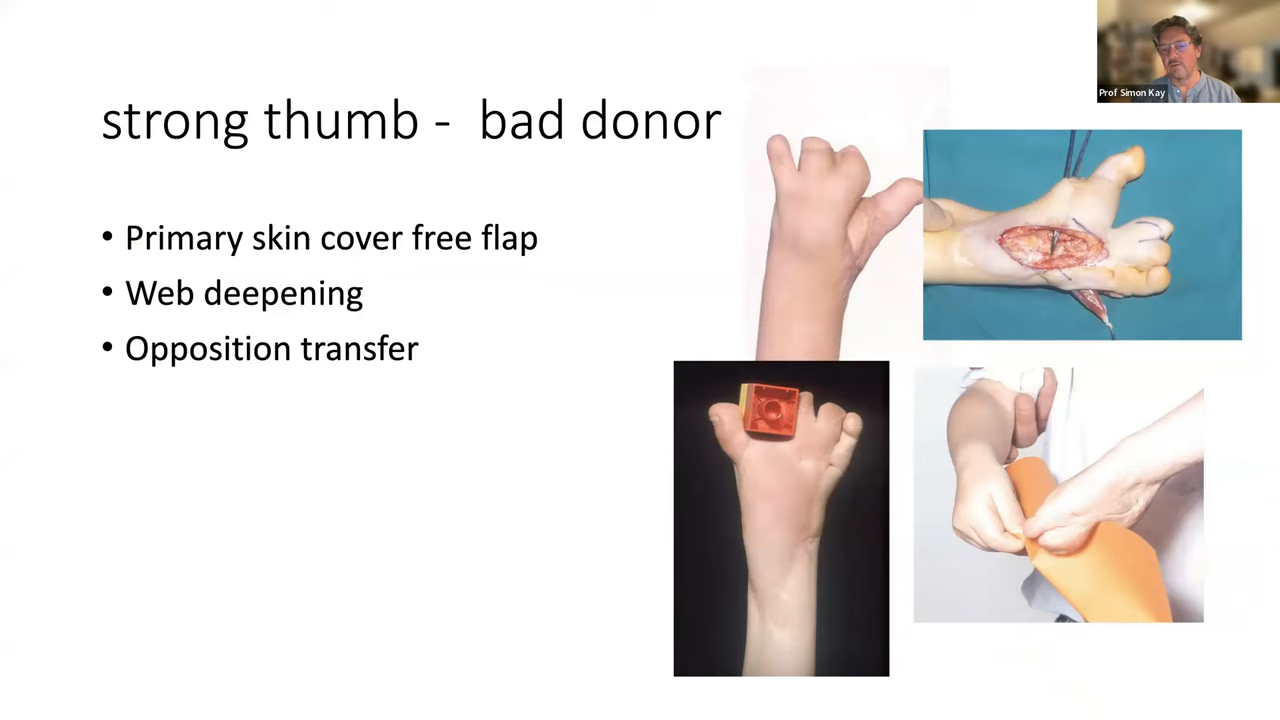 Prof Simon Kay
strong thumb - bad donor
• Primary skin cover free flap
• Web deepening
• Opposition transfer